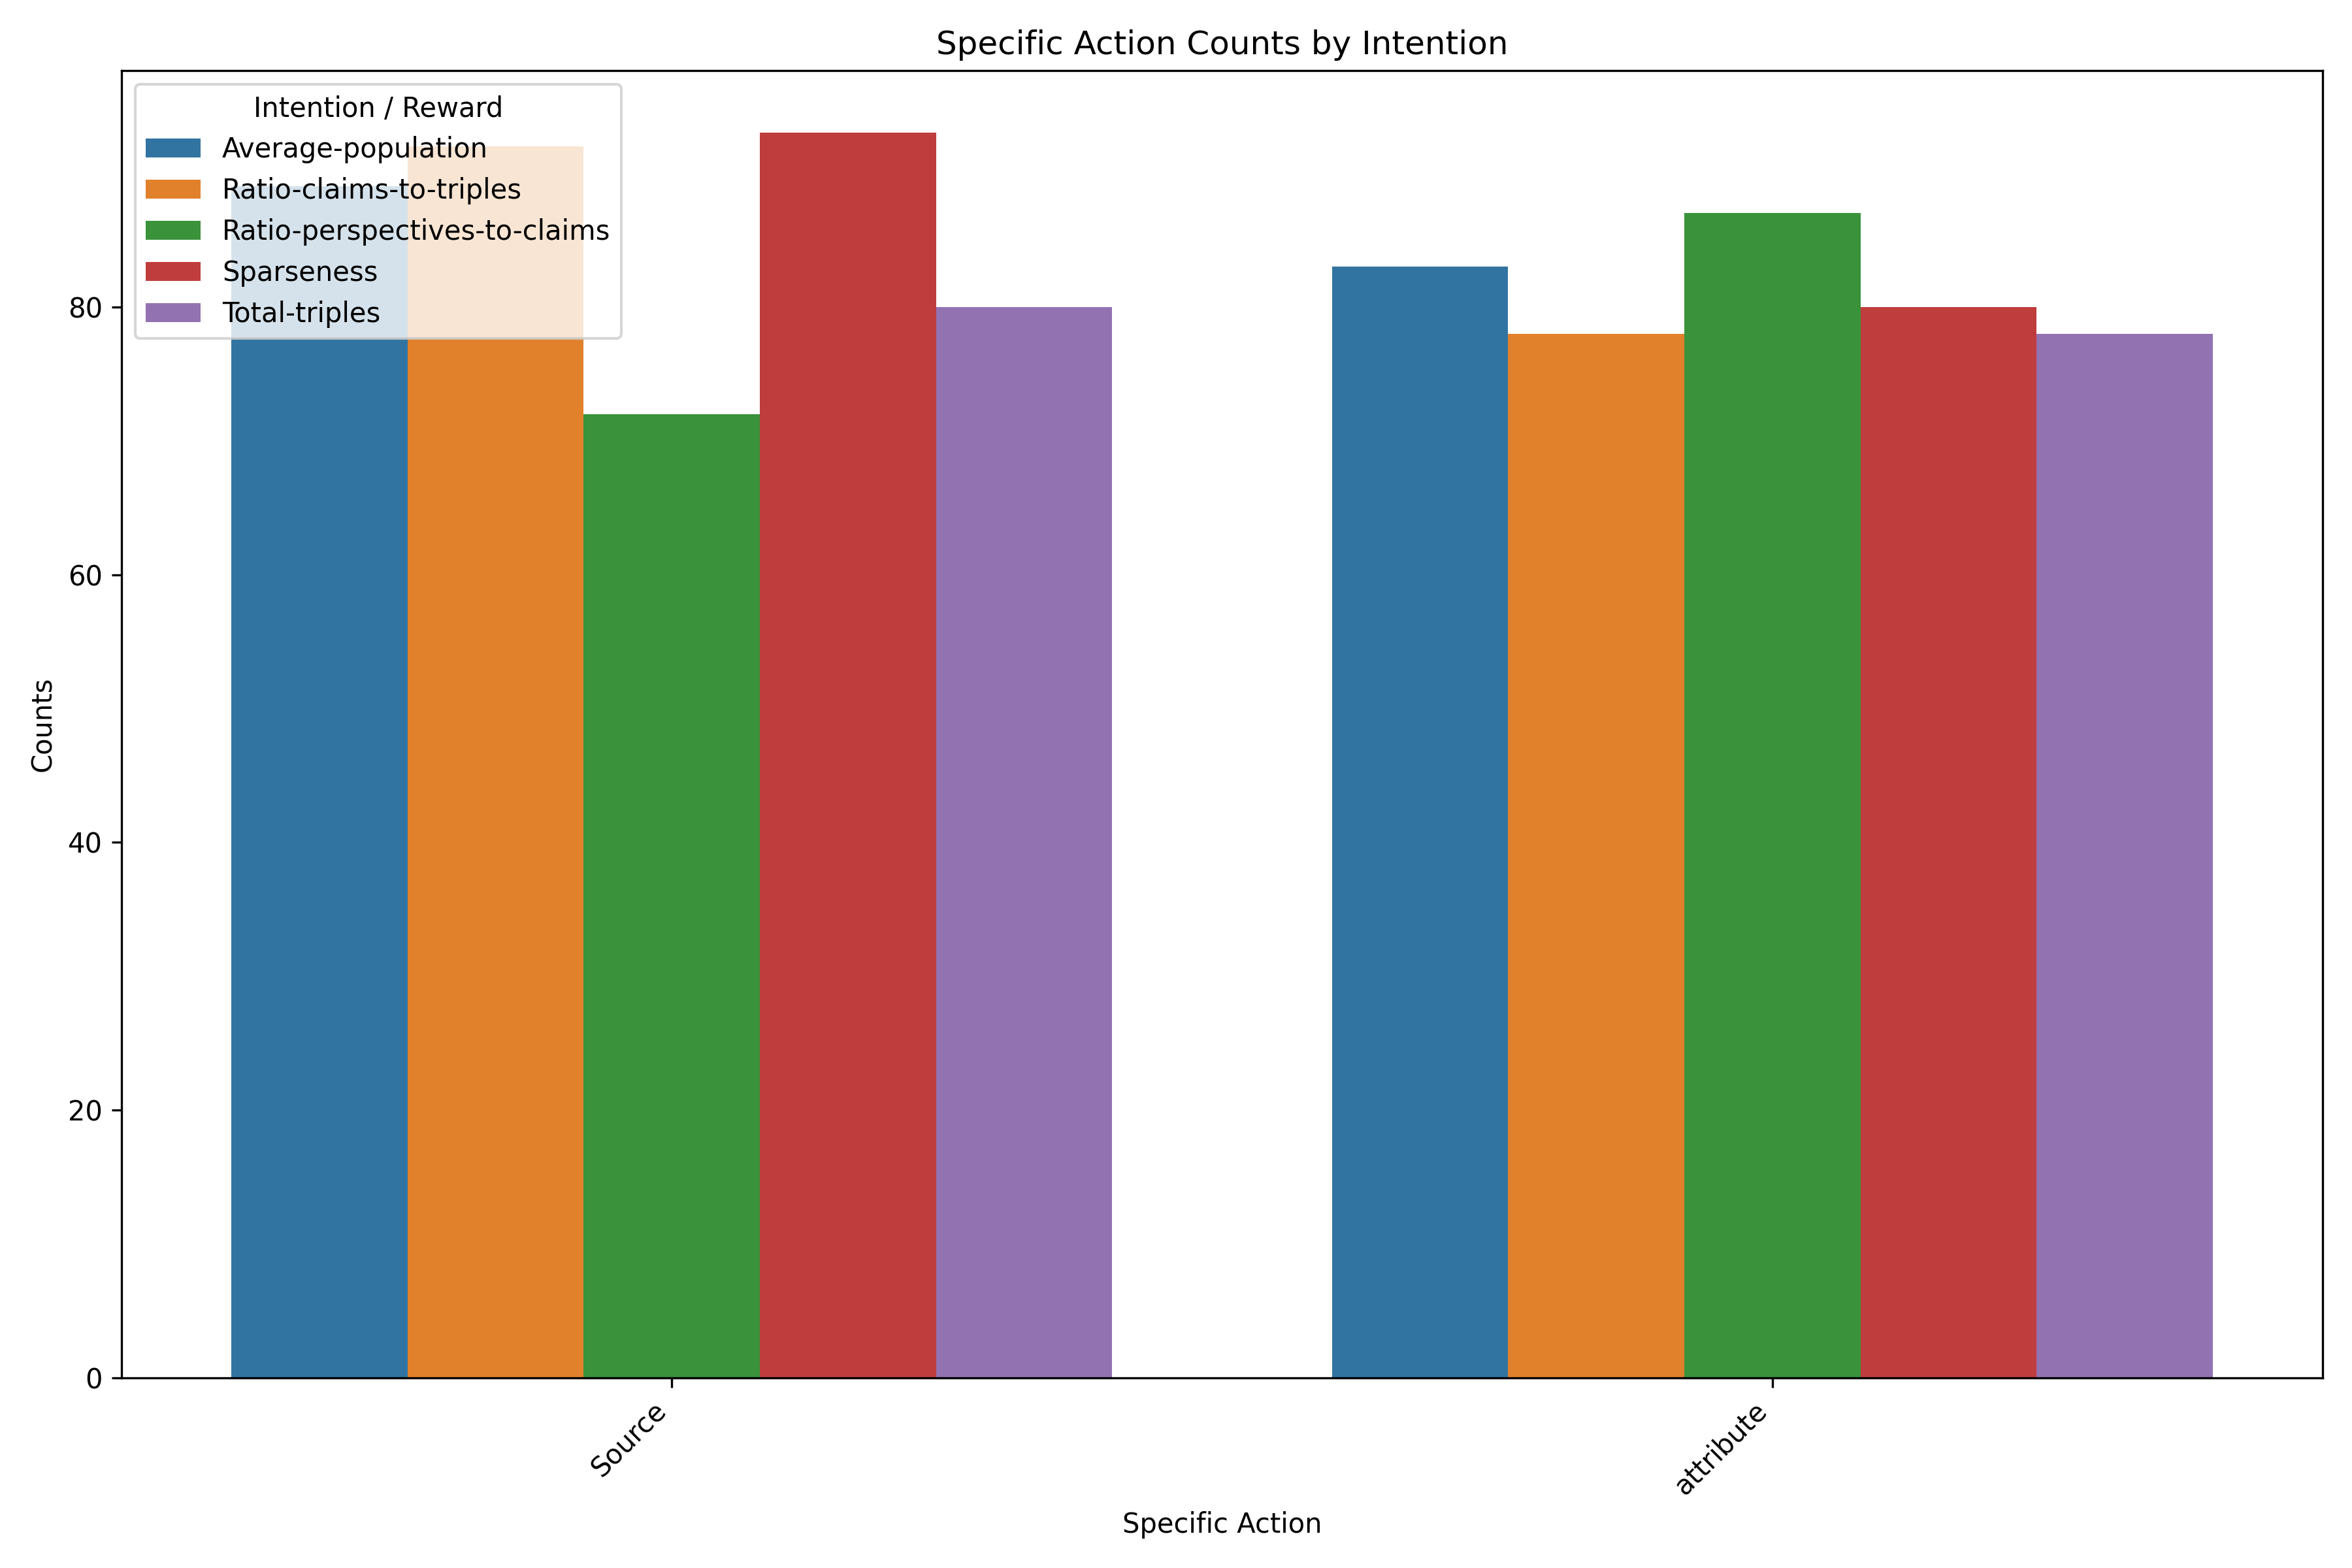 Specific Action Counts by Intention
Intention / Reward
Average-population
Ratio-claims-to-triples
Ratio-perspectives-to-claims
Sparseness
Total-triples
Counts
80
60
40
20
0
Source
attribute
Specific Action